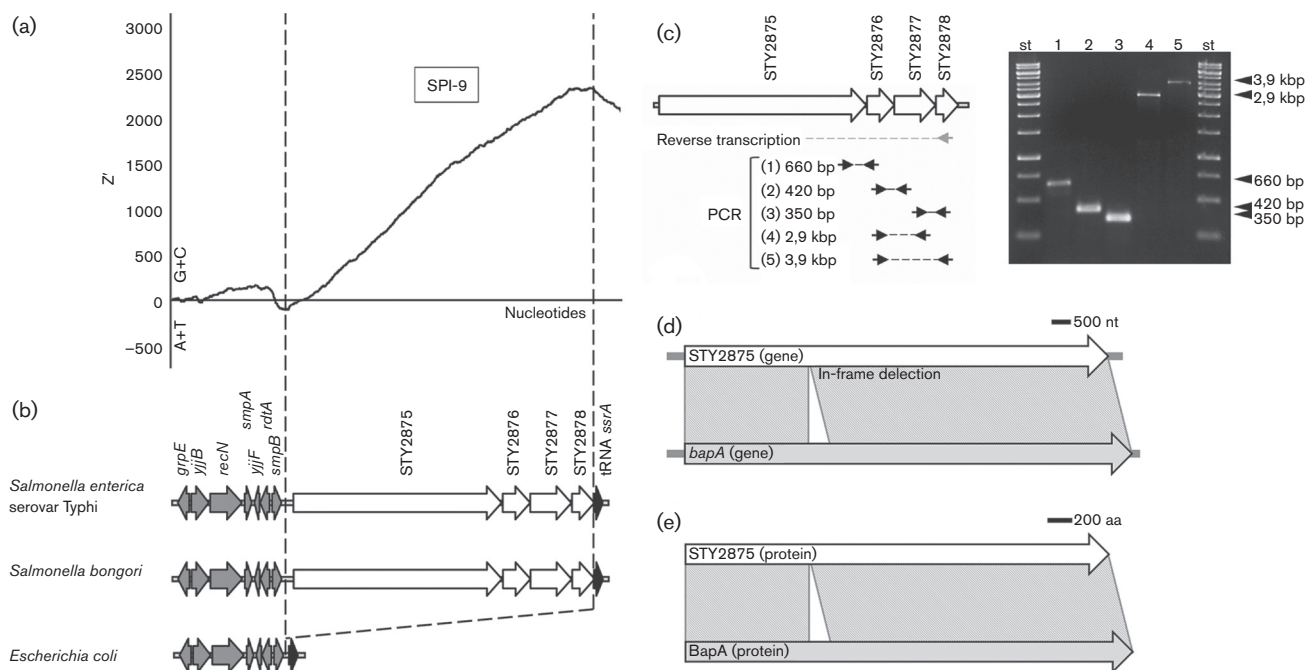 (a)
3000
2500
2000
1500
1000
500
0
−500
Z′
G+C
A+T
SPI-9
Nucleotides
(b)
grpE
yjjB
recN
smpA
yjjF
rdtA
smpB
STY2875
STY2876
STY2877
STY2878
tRNA ssrA
Salmonella enterica
serovar Typhi
Salmonella bongori
Escherichia coli
(c)
STY2875
STY2876
STY2877
STY2878
Reverse transcription
PCR
(1) 660 bp
(2) 420 bp
(3) 350 bp
(4) 2,9 kbp
(5) 3,9 kbp
st 1 2 3 4 5 st
3,9 kbp
2,9 kbp
660 bp
420 bp
350 bp
(d)
500 nt
STY2875 (gene)
In-frame delection
bapA (gene)
(e)
200 aa
STY2875 (protein)
BapA (protein)